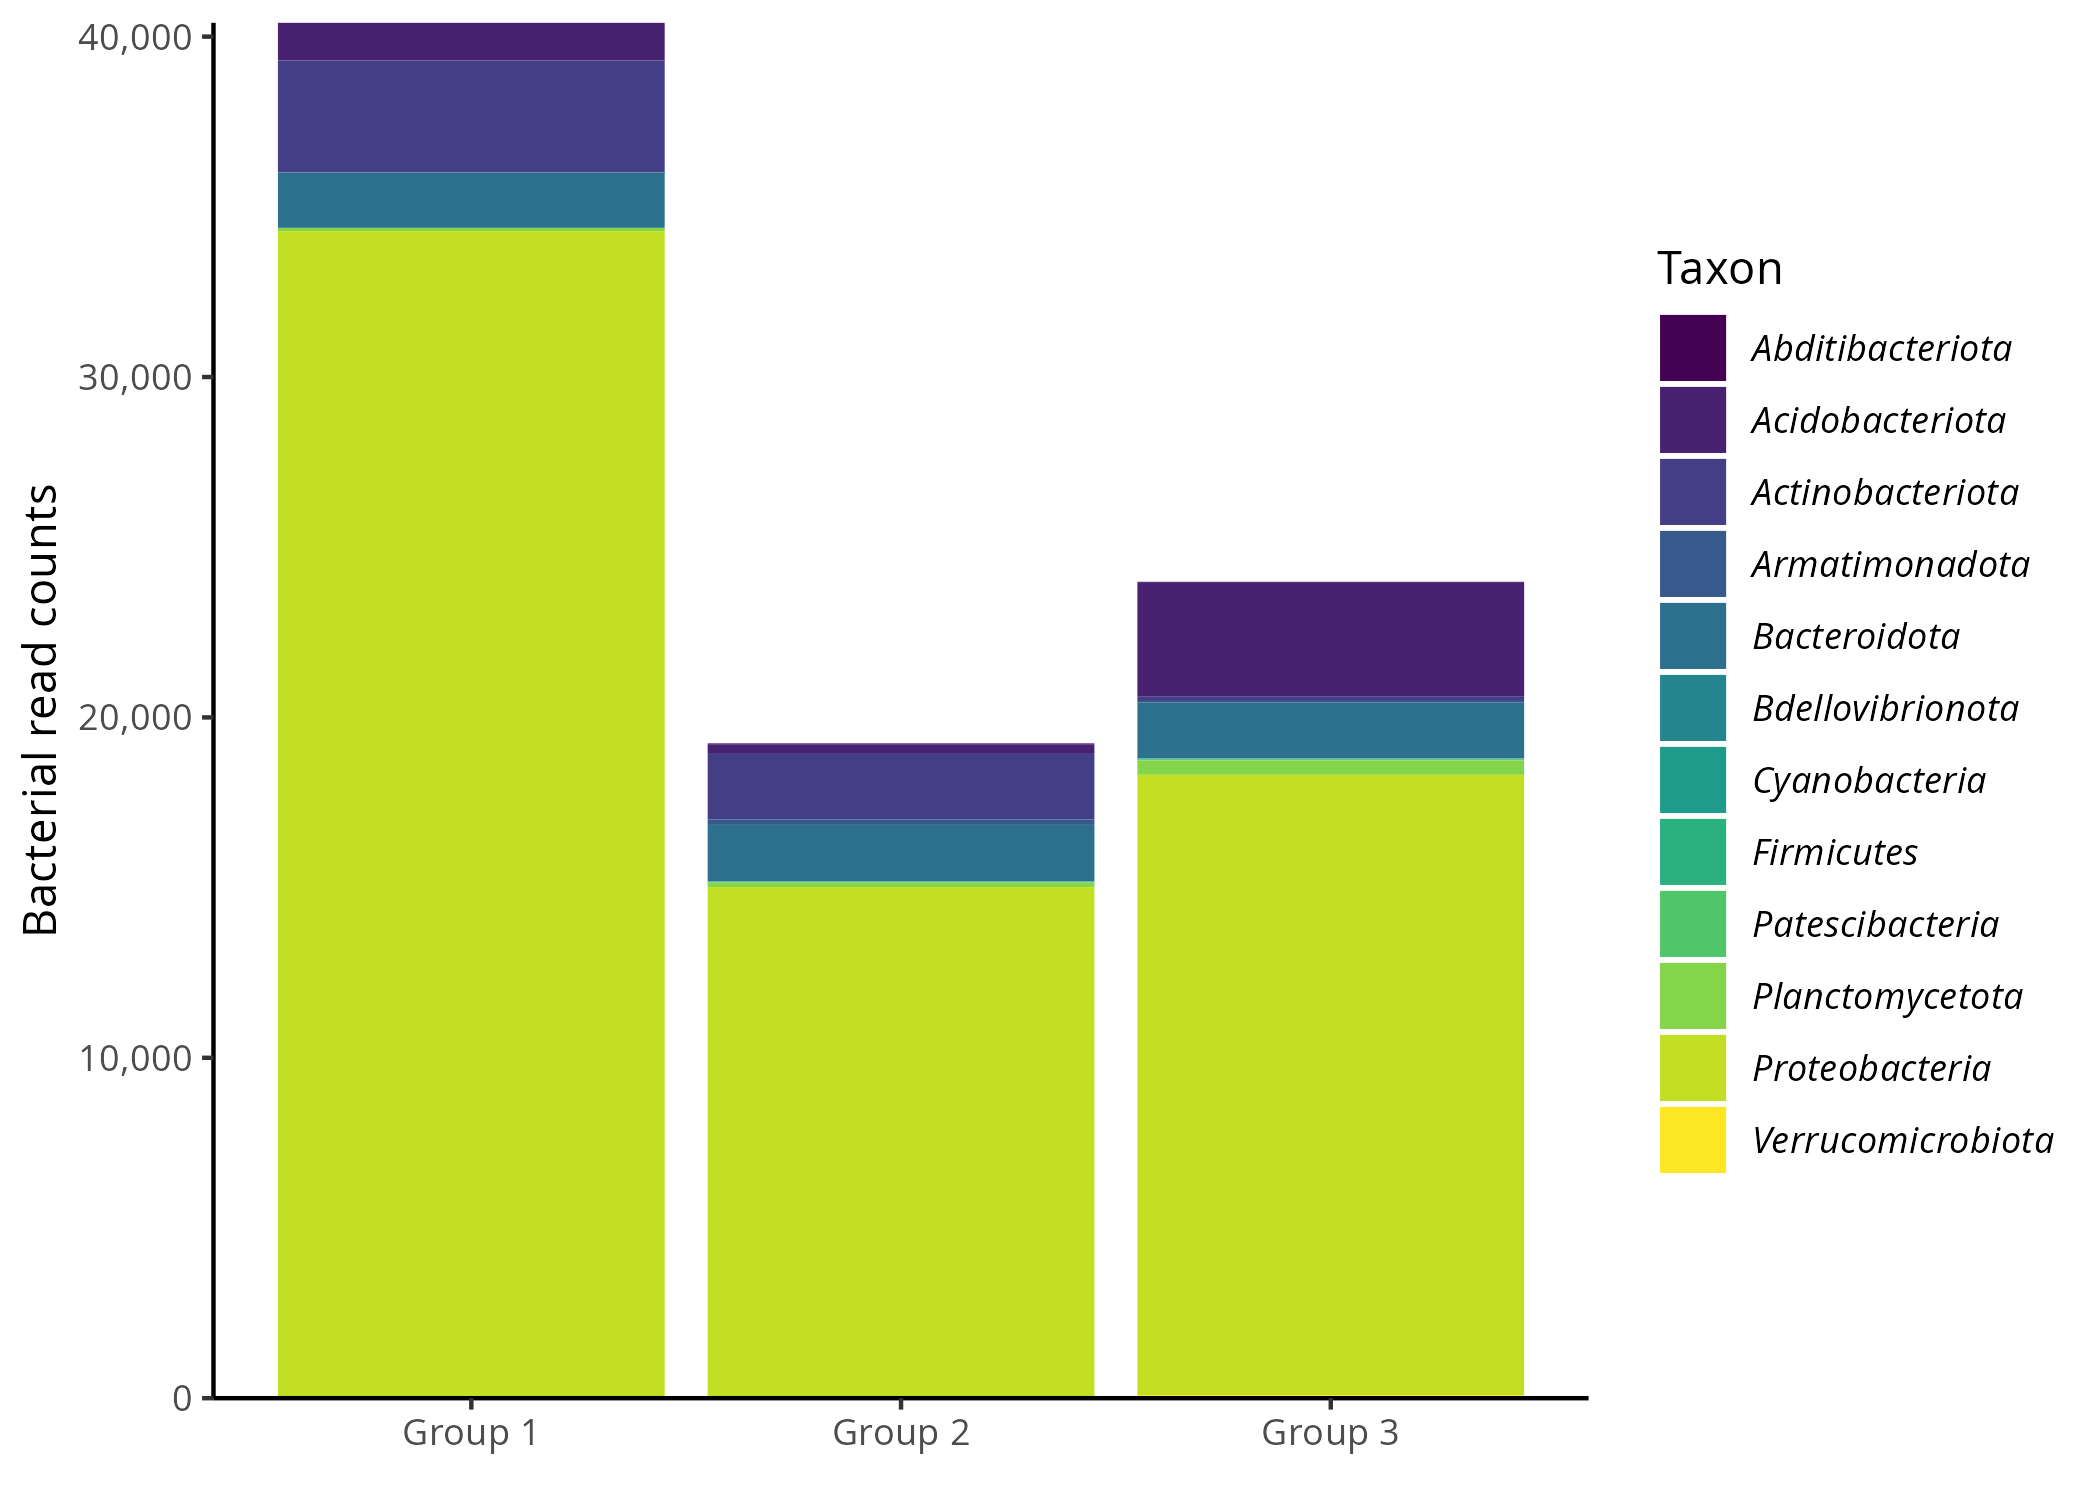 Bacterial read counts
40,000
30,000
20,000
10,000
0
Group 1
Group 2
Group 3
Taxon
Abditibacteriota
Acidobacteriota
Actinobacteriota
Armatimonadota
Bacteroidota
Bdellovibrionota
Cyanobacteria
Firmicutes
Patescibacteria
Planctomycetota
Proteobacteria
Verrucomicrobiota